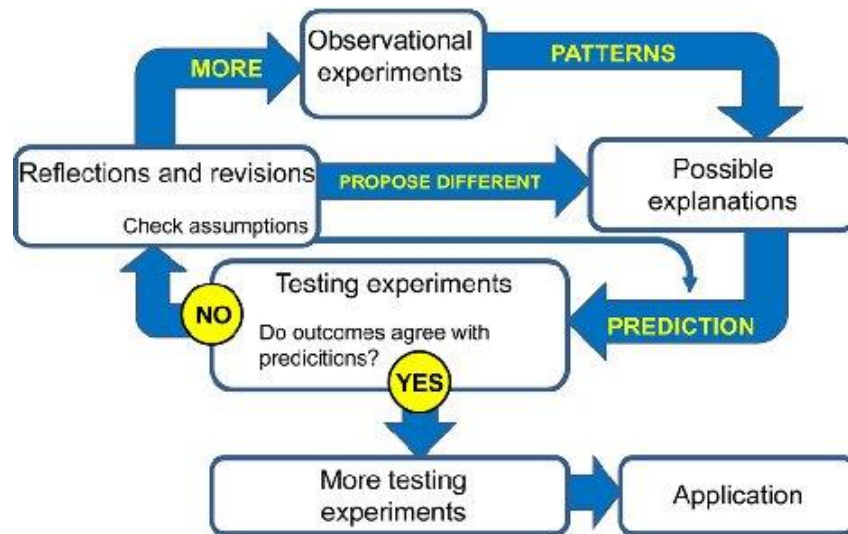 Observational
experiments
MORE
PATTERNS
Reflections and revisions
Check assumptions
PROPOSE DIFFERENT
Possible
explanations
Testing experiments
Do outcomes agree with
predicitions?
NO
YES
PREDICTION
More testing
experiments
Application